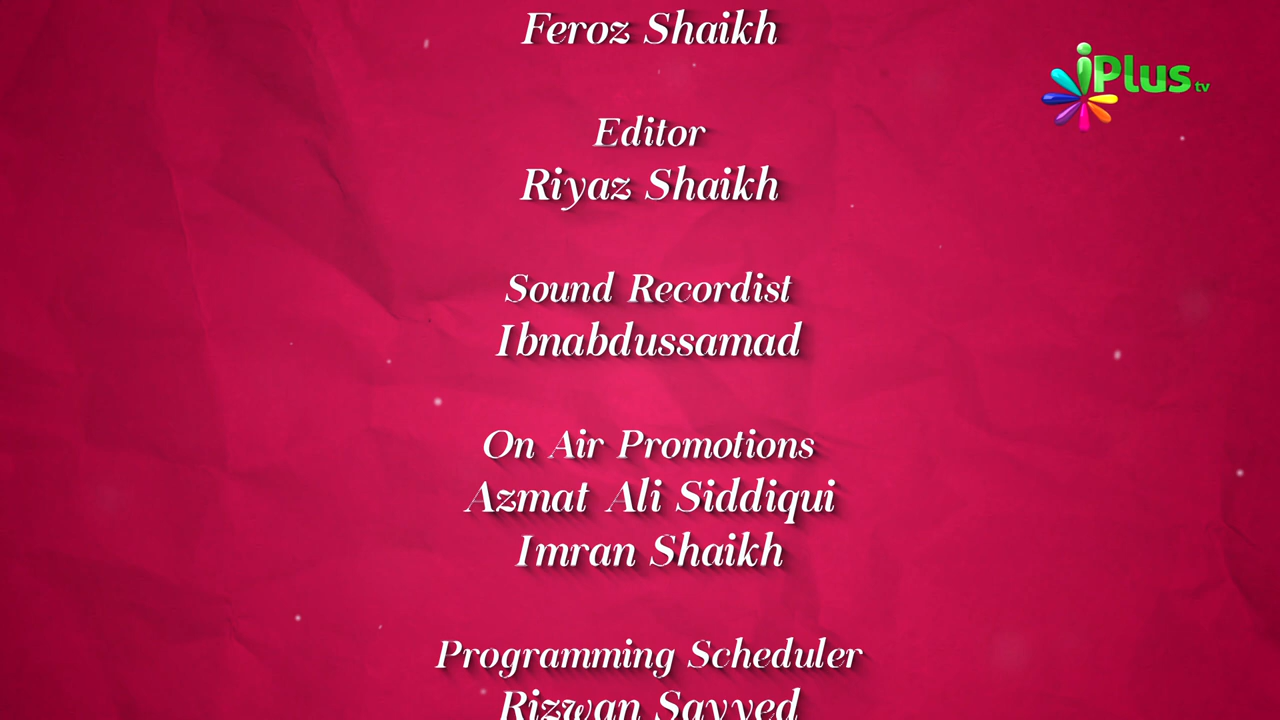 Feroz Shaikh
iPlus tv
Editor
Riyaz Shaikh
Sound Recordist
Ibnabdussamad
On Air Promotions
Azmat Ali Siddiqui
Imran Shaikh
Programming Scheduler
Rizwan Sayyed